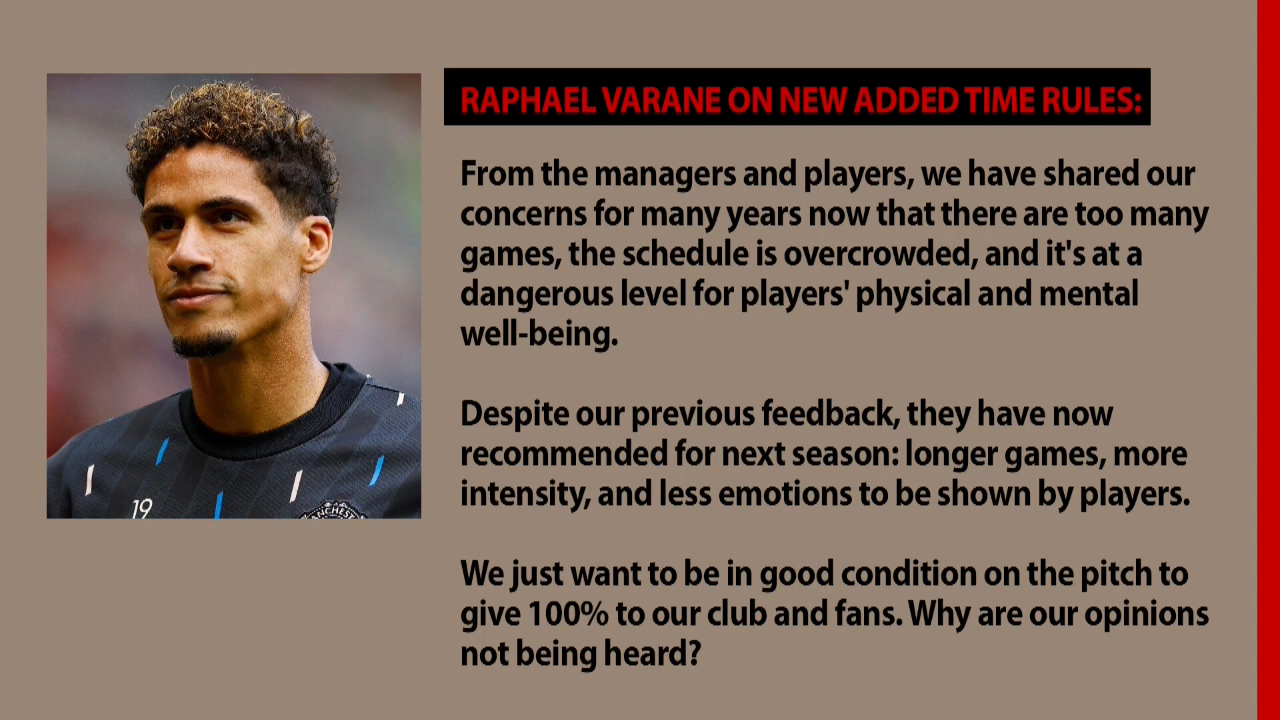 RAPHAEL VARANE ON NEW ADDED TIME RULES:
From the managers and players, we have shared our
concerns for many years now that there are too many
games, the schedule is overcrowded, and it's at a
dangerous level for players' physical and mental
well-being.
Despite our previous feedback, they have now
recommended for next season: longer games, more
intensity, and less emotions to be shown by players.
We just want to be in good condition on the pitch to
give 100% to our club and fans. Why are our opinions
not being heard?
19